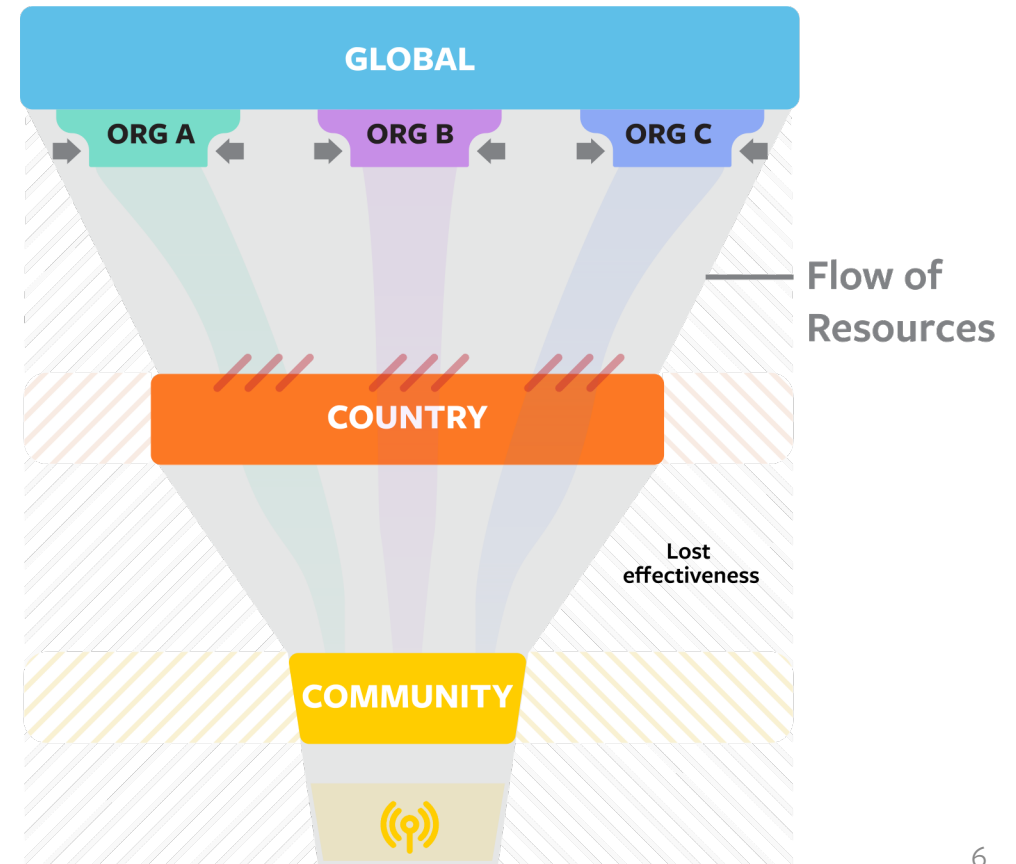 GLOBAL
ORG A
ORG B
ORG C
Flow of
Resources
COUNTRY
Lost
effectiveness
COMMUNITY
6